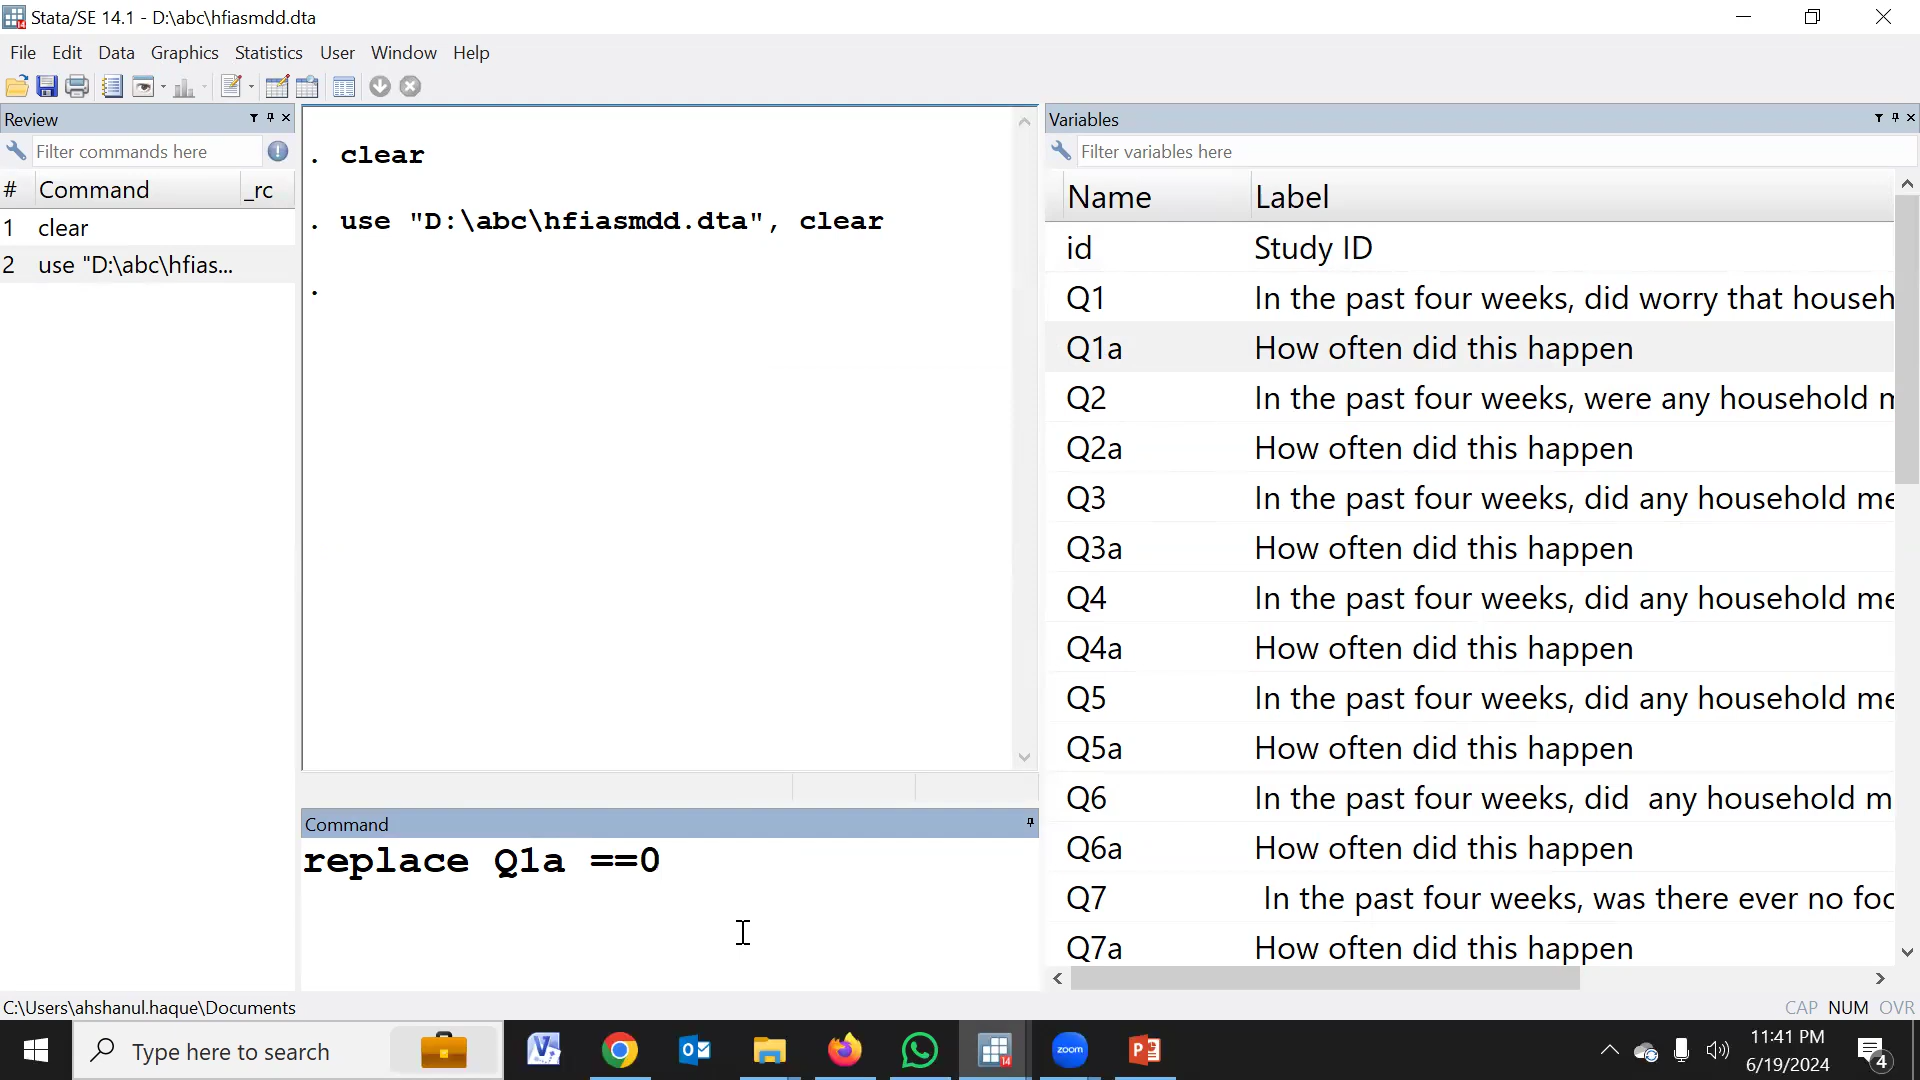 Stata/SE 14.1 - D:\abc\hfiasmdd.dta
File Edit Data Graphics Statistics User Window Help
Review
Filter commands here
# Command _rc
1 clear
2 use "D:\abc\hfias...
. clear
. use "D:\abc\hfiasmdd.dta", clear
.
Command
replace Q1a ==0
Variables
Filter variables here
Name Label
id Study ID
Q1 In the past four weeks, did worry that househ
Q1a How often did this happen
Q2 In the past four weeks, were any household m
Q2a How often did this happen
Q3 In the past four weeks, did any household me
Q3a How often did this happen
Q4 In the past four weeks, did any household me
Q4a How often did this happen
Q5 In the past four weeks, did any household me
Q5a How often did this happen
Q6 In the past four weeks, did  any household m
Q6a How often did this happen
Q7 In the past four weeks, was there ever no foo
Q7a How often did this happen
C:\Users\ahshanul.haque\Documents
CAP NUM OVR
Type here to search
zoom
11:41 PM
6/19/2024
4